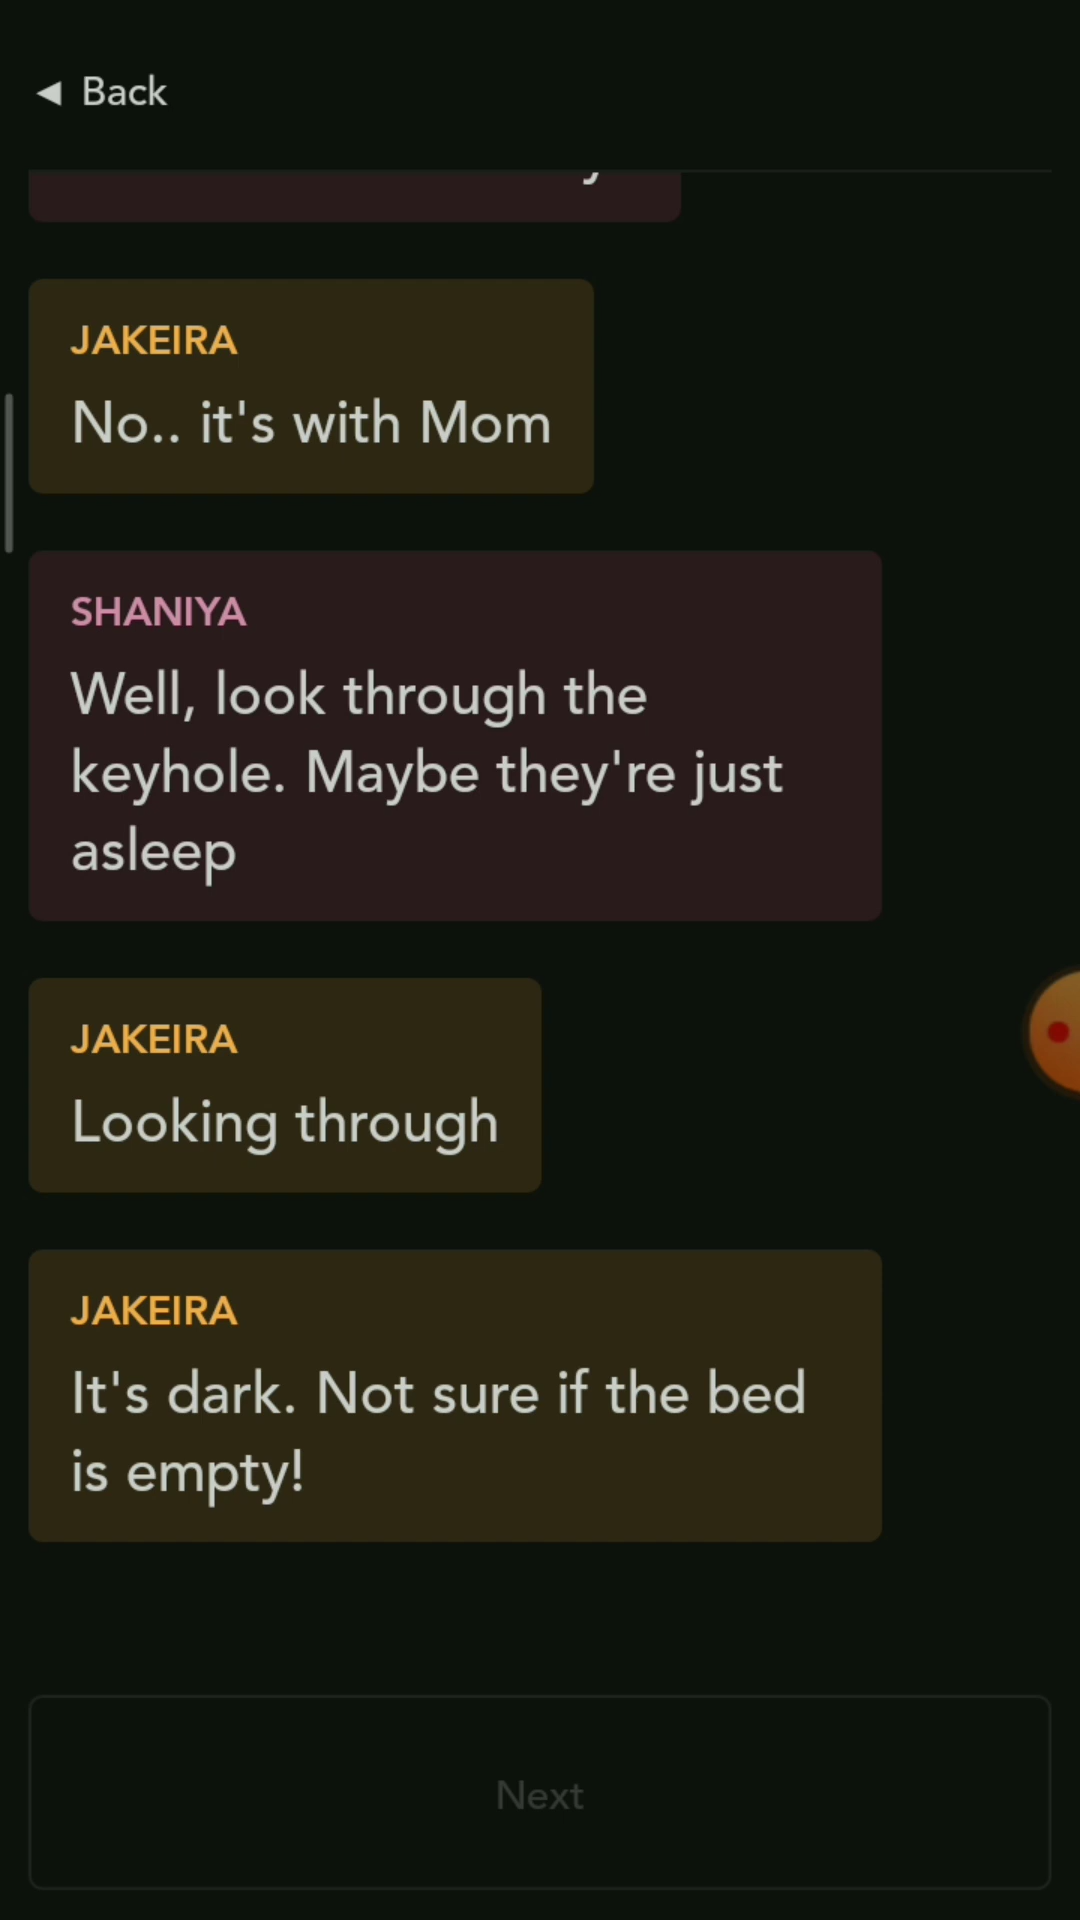 ◀ Back
JAKEIRA
No.. it's with Mom
SHANIYA
Well, look through the
keyhole. Maybe they're just
asleep
JAKEIRA
Looking through
JAKEIRA
It's dark. Not sure if the bed
is empty!
Next